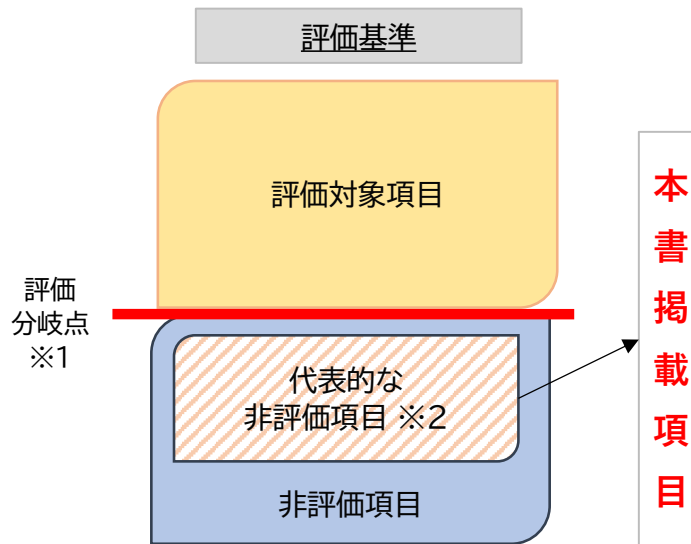 評価基準
評価対象項目
評価
分岐点
※1
代表的な
非評価項目 ※2
非評価項目
本書掲載項目